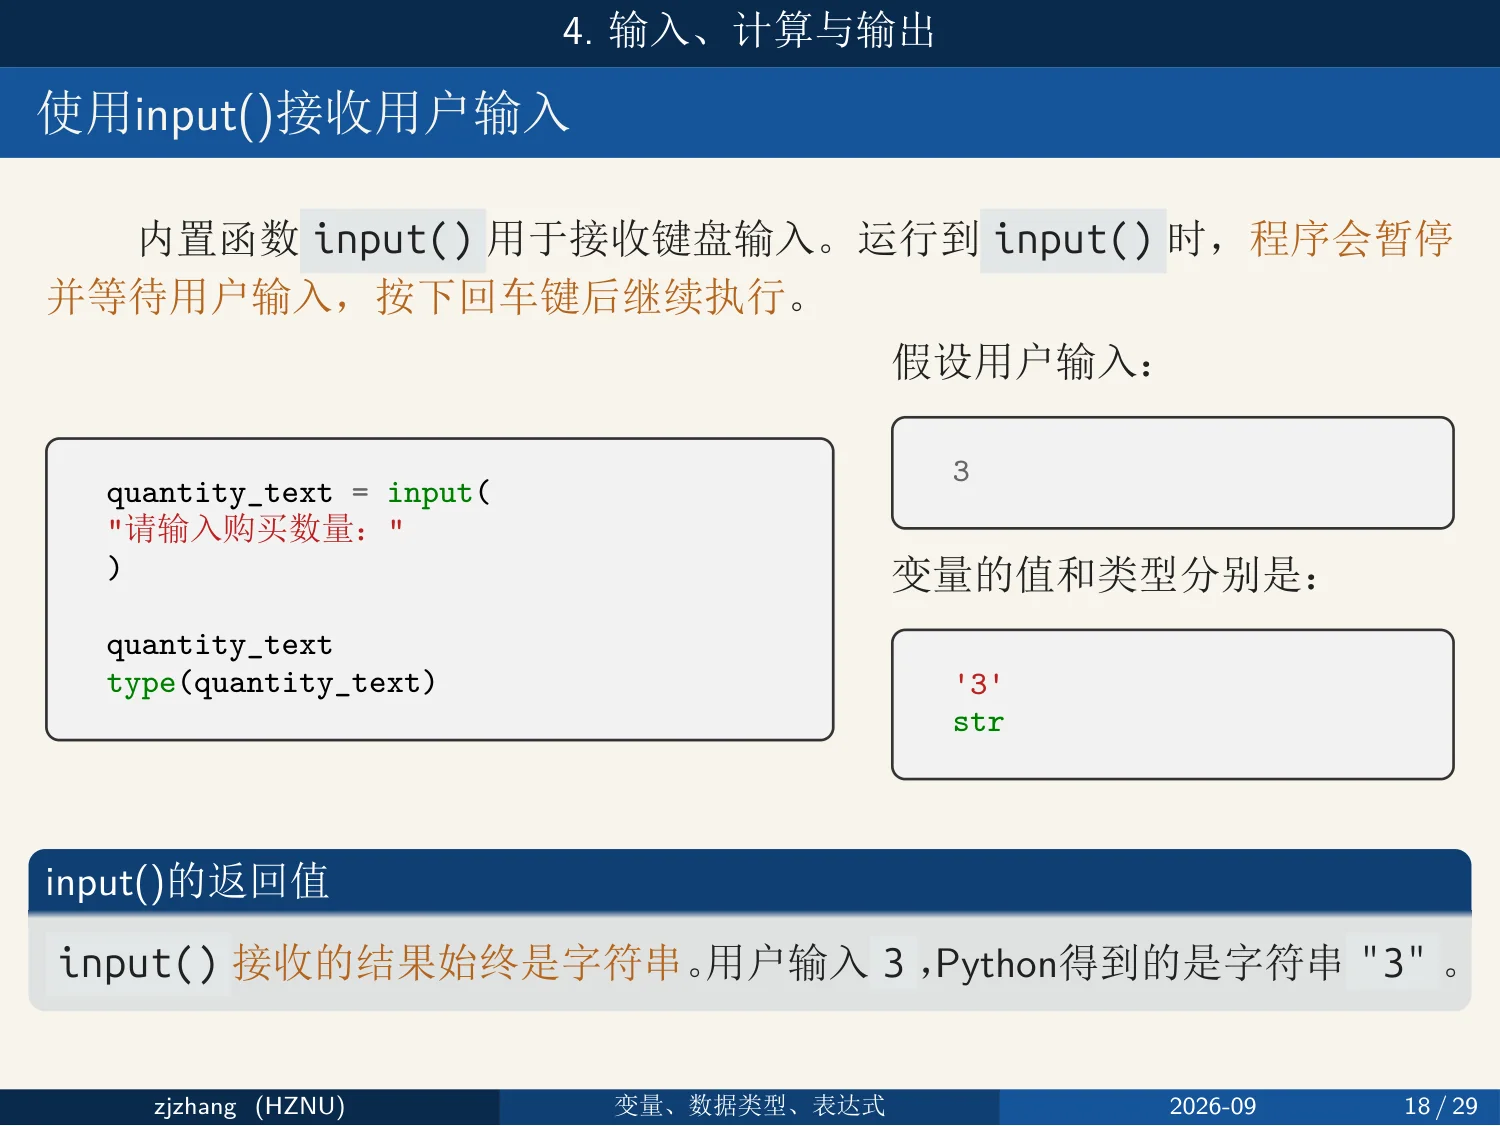 4. 输入、计算与输出
使用input()接收用户输入
内置函数 input() 用于接收键盘输入。运行到 input() 时，程序会暂停
并等待用户输入，按下回车键后继续执行。
quantity_text = input(
"请输入购买数量："
)
quantity_text
type(quantity_text)
假设用户输入：
3
变量的值和类型分别是：
'3'
str
input()的返回值
input() 接收的结果始终是字符串。用户输入 3 ，Python得到的是字符串 "3" 。
zjzhang (HZNU)
变量、数据类型、表达式
2026-09
18 / 29